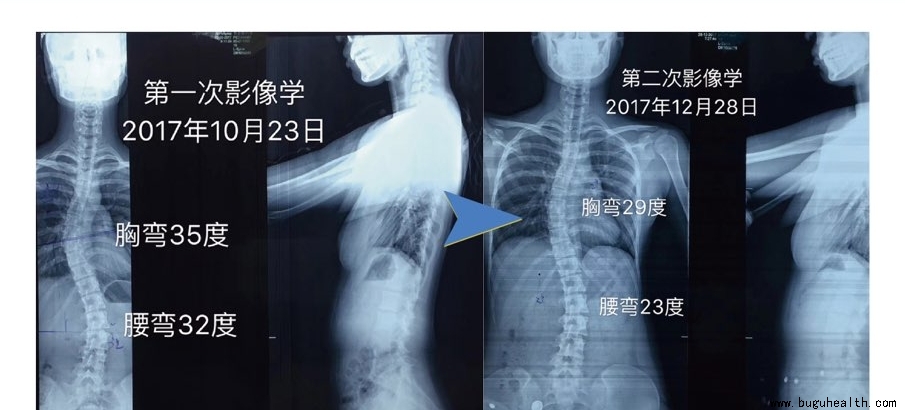 第一次影像学
2017年10月23日
胸弯35度
腰弯32度
第二次影像学
2017年12月28日
胸弯29度
腰弯23度
www.buguhealth.com